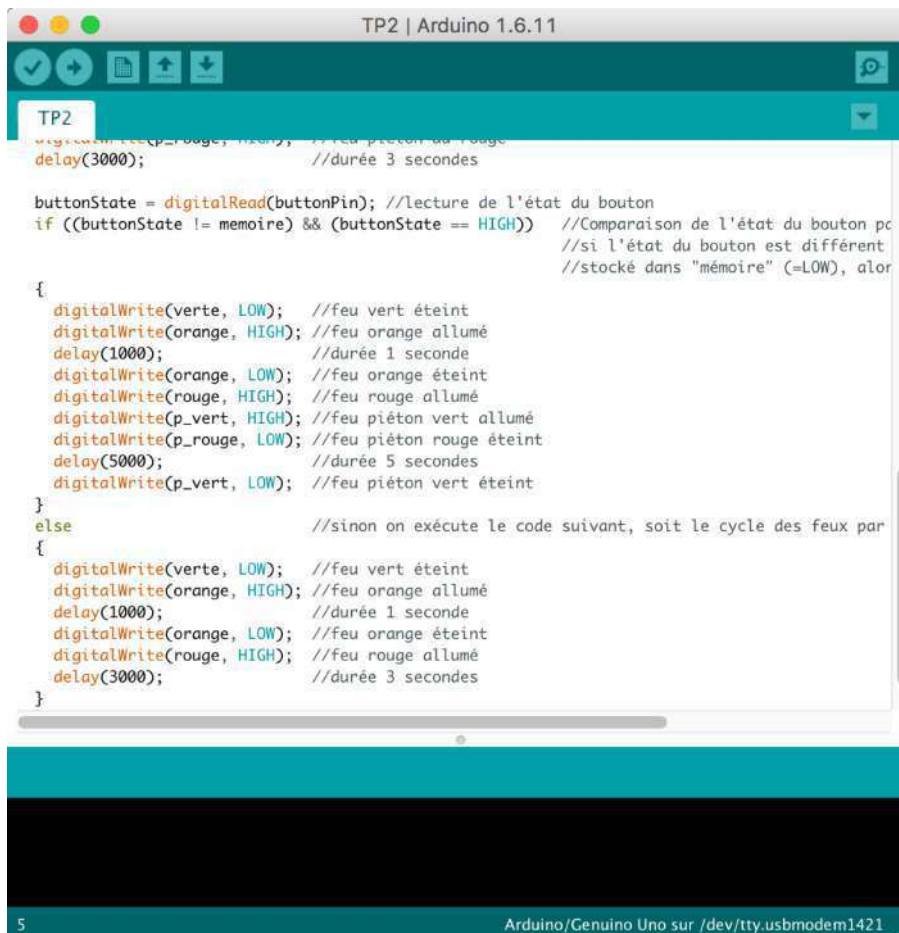 TP2 | Arduino 1.6.11
TP2
digitalWrite(p_rouge, HIGH); //feu piéton au rouge
delay(3000); //durée 3 secondes
buttonState = digitalRead(buttonPin); //lecture de l'état du bouton
if ((buttonState != memoire) && (buttonState == HIGH)) //Comparaison de l'état du bouton po
//si l'état du bouton est différent
//stocké dans "mémoire" (=LOW), alor
{
digitalWrite(verte, LOW); //feu vert éteint
digitalWrite(orange, HIGH); //feu orange allumé
delay(1000); //durée 1 seconde
digitalWrite(orange, LOW); //feu orange éteint
digitalWrite(rouge, HIGH); //feu rouge allumé
digitalWrite(p_vert, HIGH); //feu piéton vert allumé
digitalWrite(p_rouge, LOW); //feu piéton rouge éteint
delay(5000); //durée 5 secondes
digitalWrite(p_vert, LOW); //feu piéton vert éteint
}
else //sinon on exécute le code suivant, soit le cycle des feux par
{
digitalWrite(verte, LOW); //feu vert éteint
digitalWrite(orange, HIGH); //feu orange allumé
delay(1000); //durée 1 seconde
digitalWrite(orange, LOW); //feu orange éteint
digitalWrite(rouge, HIGH); //feu rouge allumé
delay(3000); //durée 3 secondes
}
5
Arduino/Genuino Uno sur /dev/tty.usbmodem1421